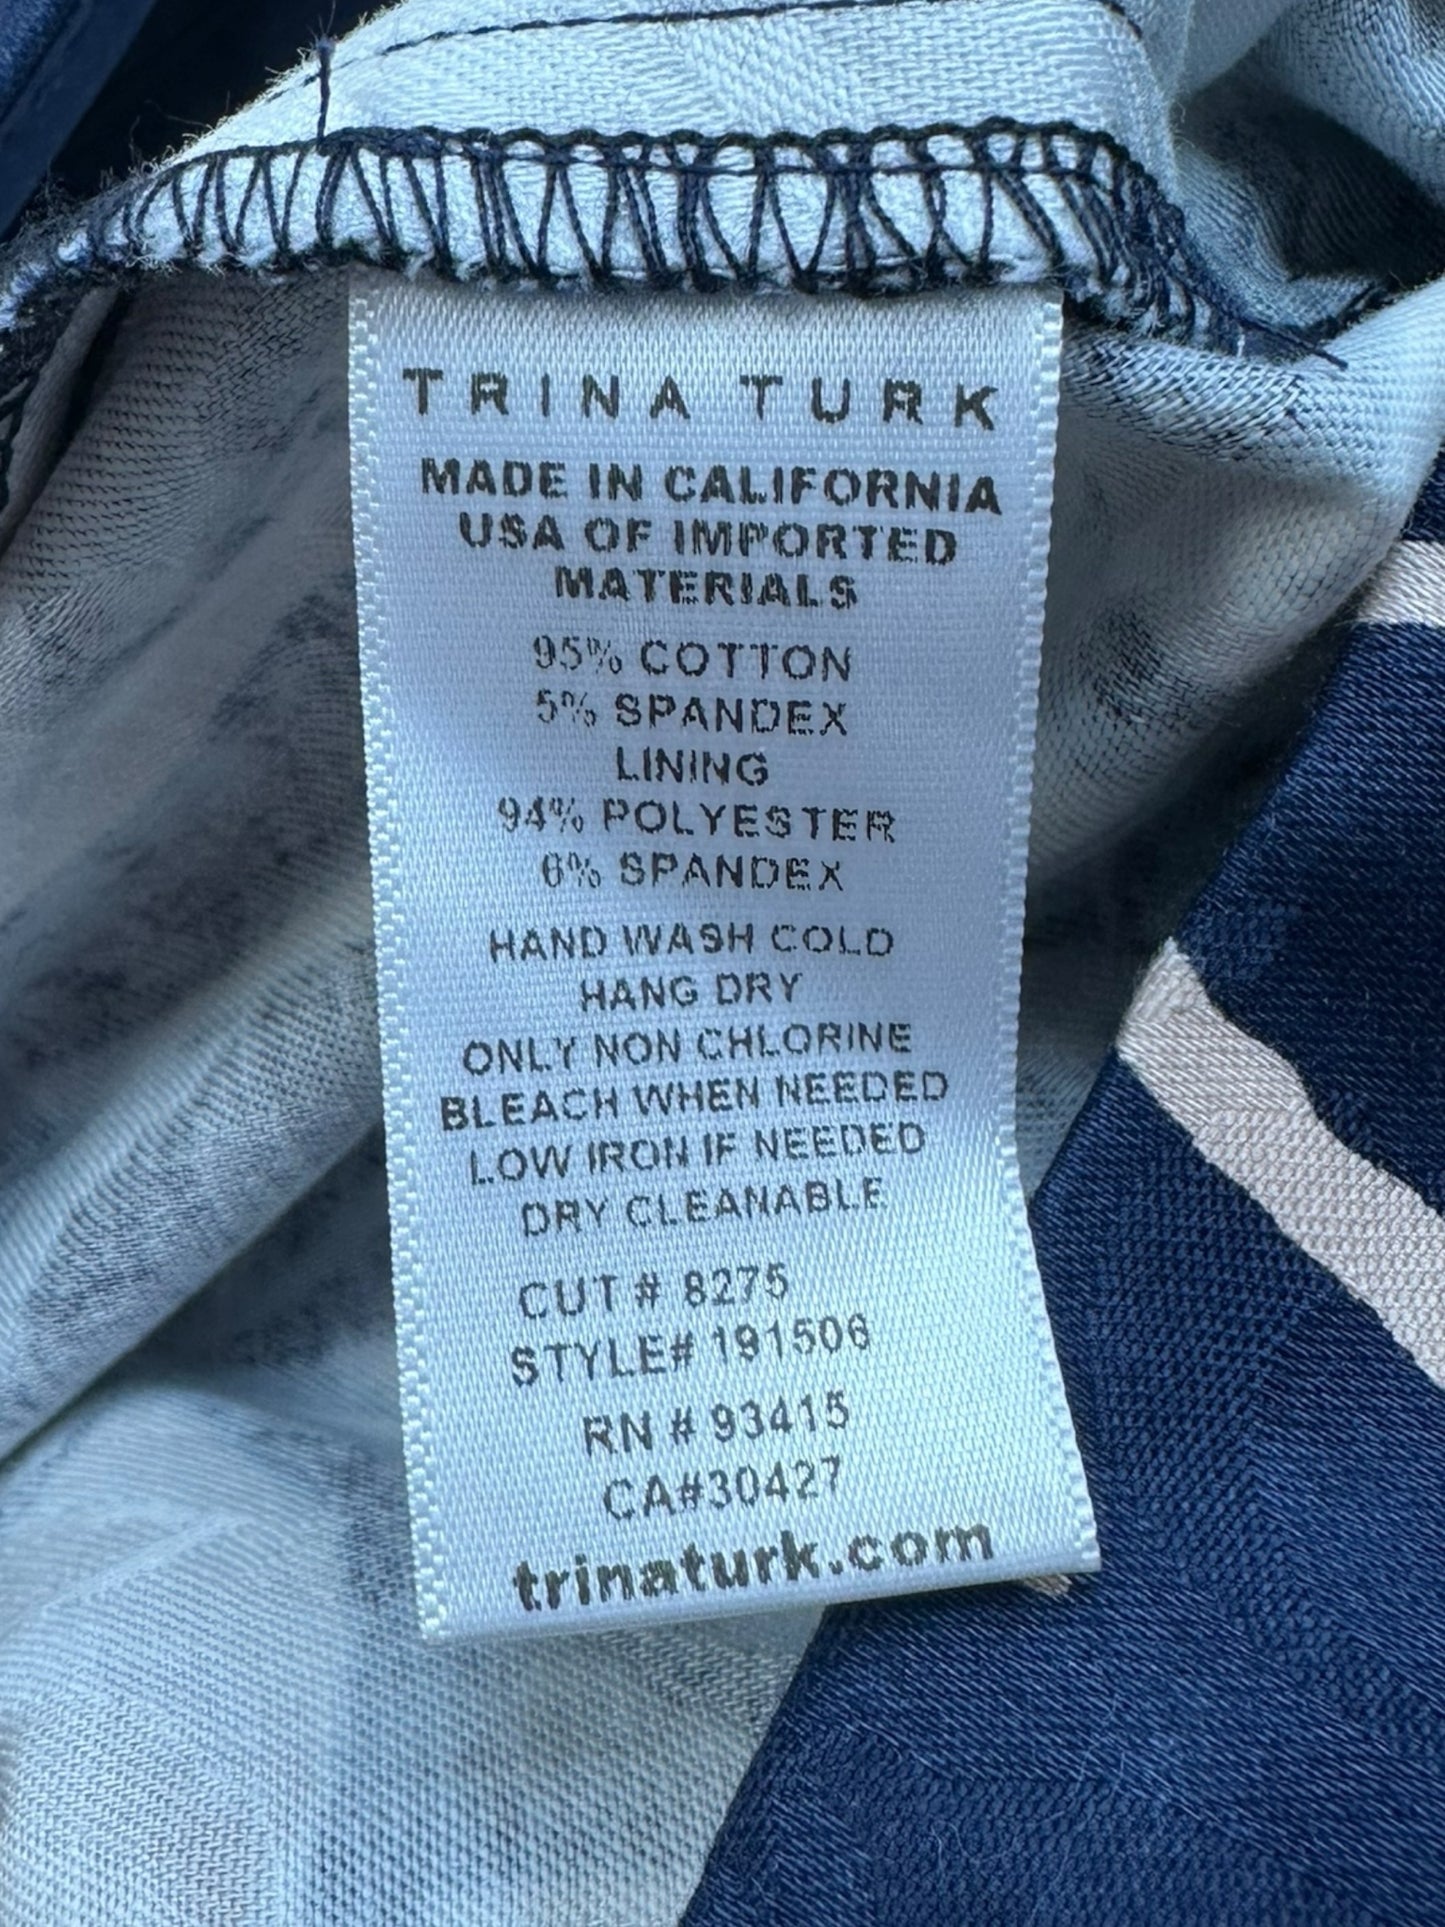 TRINA TURK
MADE IN CALIFORNIA
USA OF IMPORTED
MATERIALS
95% COTTON
5% SPANDEX
LINING
94% POLYESTER
6% SPANDEX
HAND WASH COLD
HANG DRY
ONLY NON CHLORINE
BLEACH WHEN NEEDED
LOW IRON IF NEEDED
DRY CLEANABLE
CUT # 8275
STYLE# 191506
RN # 93415
CA#30427
trinaturk.com